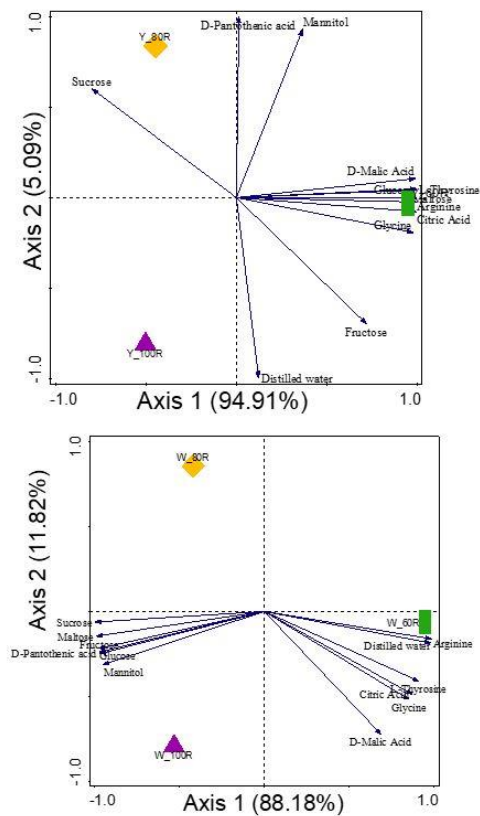 1.0
D-Pantothenic acid
Mannitol
Y_80R
Sucrose
D-Malic Acid
L-Thyrosine
Arginine
Citric Acid
Glycine
Fructose
Y_100R
Distilled water
Axis 2 (5.09%)
-1.0
-1.0
Axis 1 (94.91%)
1.0
1.0
W_80R
Axis 2 (11.82%)
Sucrose
W_60R
Maltose
Arginine
Fructose
Distilled water
D-Pantothenic acid
Glucose
Mannitol
L-Thyrosine
Citric Acid
Glycine
D-Malic Acid
W_100R
-1.0
-1.0
Axis 1 (88.18%)
1.0